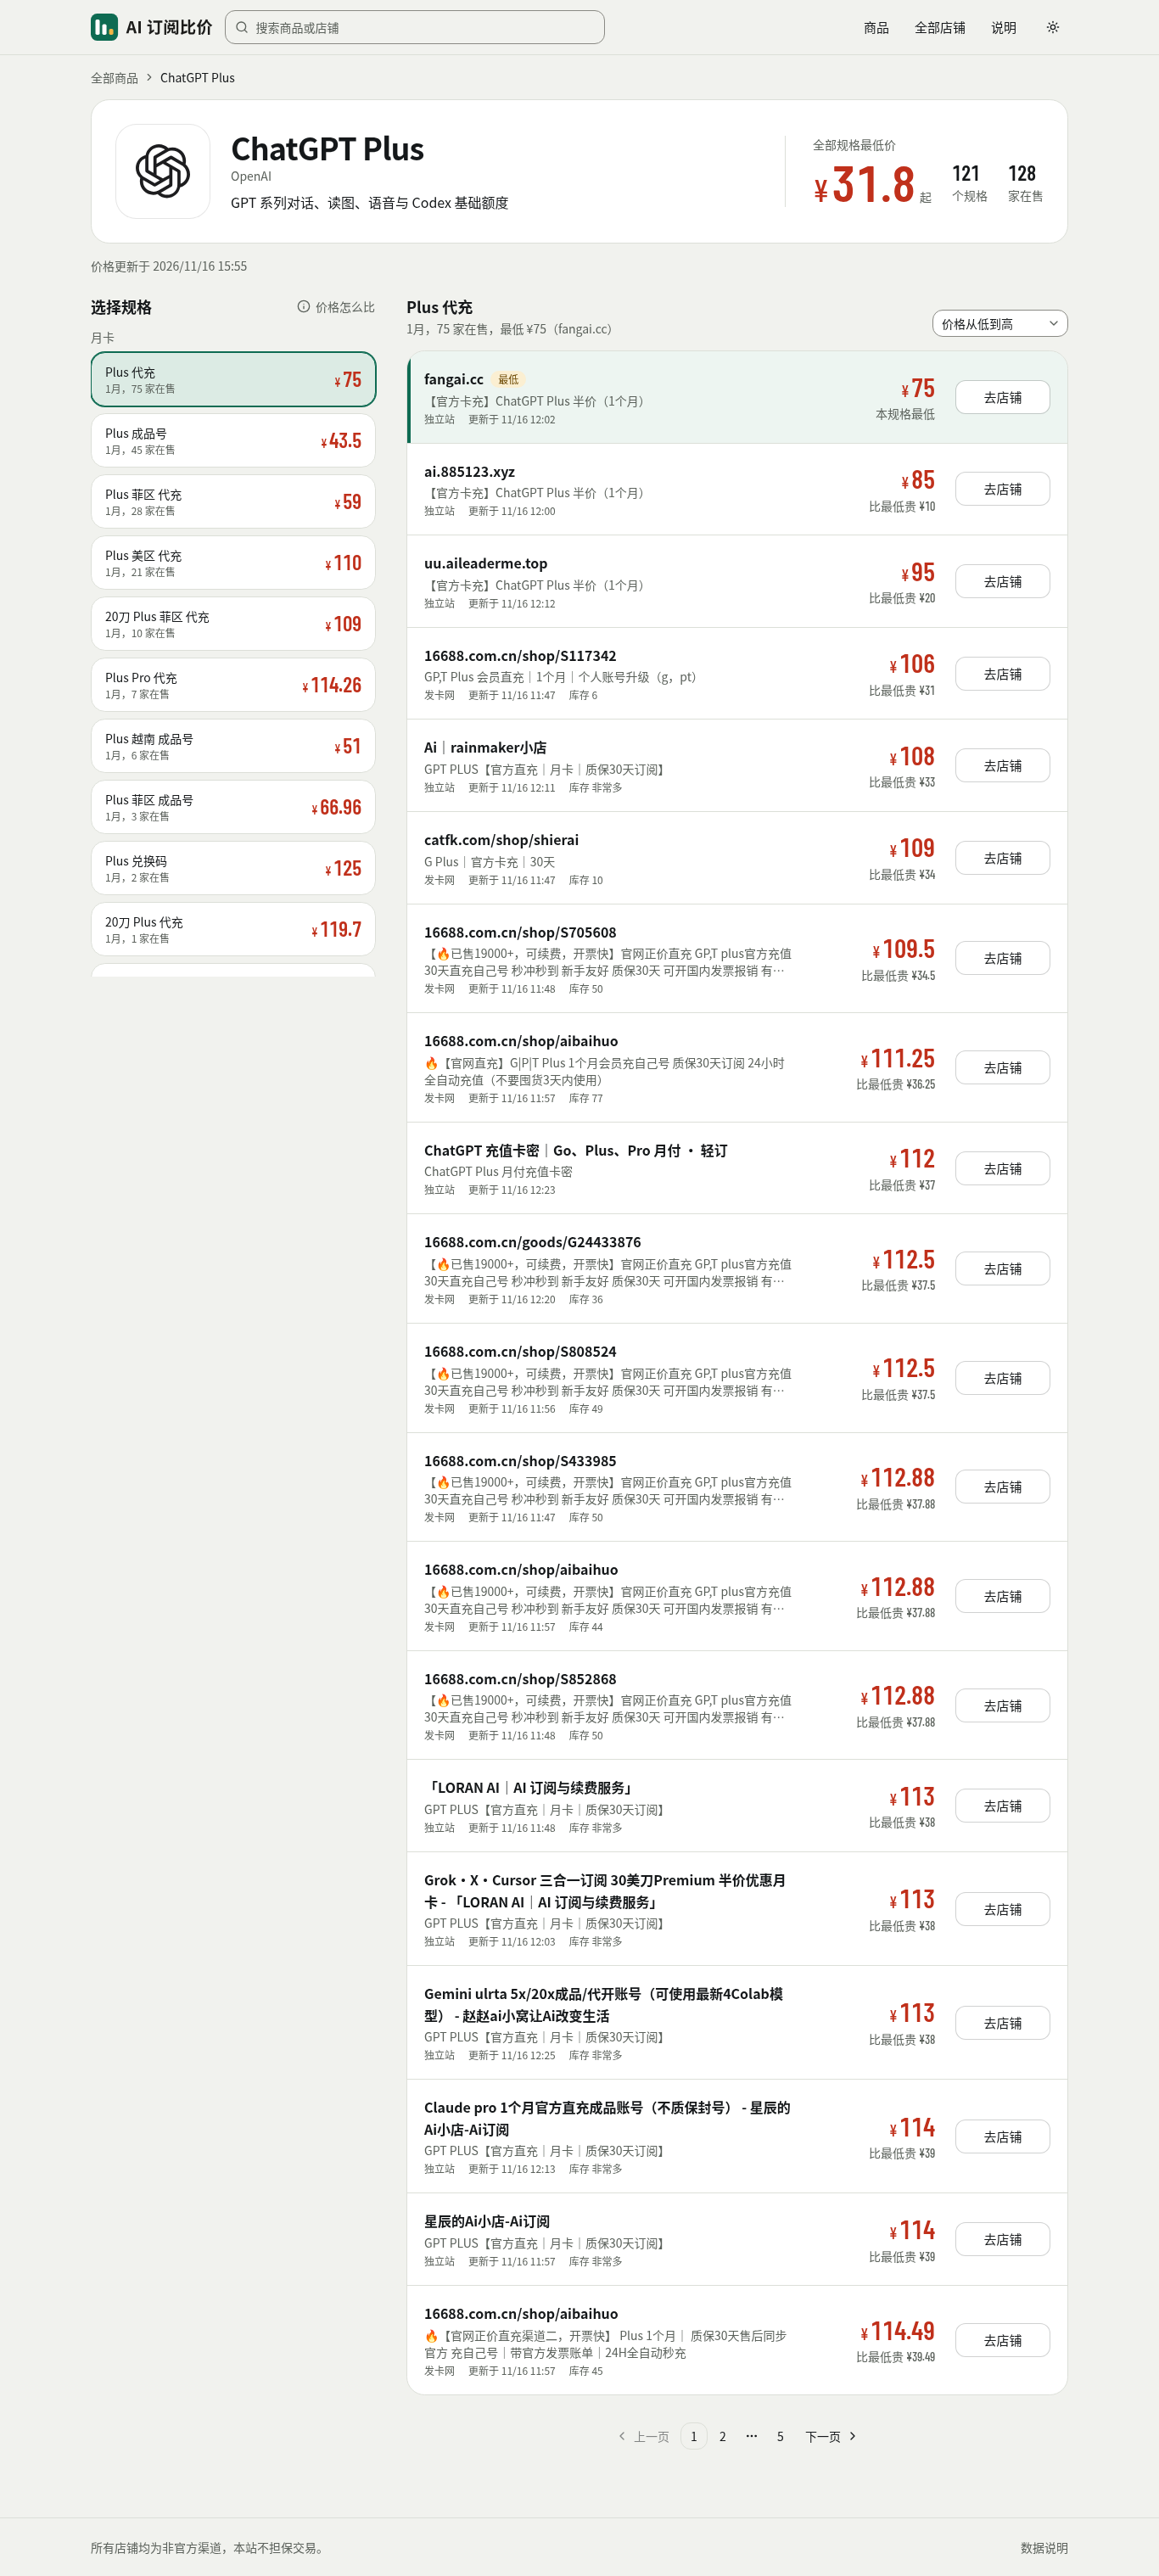 AI 订阅比价
搜索商品或店铺
商品
全部店铺
说明
全部商品
ChatGPT Plus
ChatGPT Plus
OpenAI
GPT 系列对话、读图、语音与 Codex 基础额度
全部规格最低价
¥31.8 起
121
个规格
128
家在售
价格更新于 2026/11/16 15:55
选择规格
价格怎么比
月卡
Plus 代充
1月，75 家在售
¥75
Plus 成品号
1月，45 家在售
¥43.5
Plus 菲区 代充
1月，28 家在售
¥59
Plus 美区 代充
1月，21 家在售
¥110
20刀 Plus 菲区 代充
1月，10 家在售
¥109
Plus Pro 代充
1月，7 家在售
¥114.26
Plus 越南 成品号
1月，6 家在售
¥51
Plus 菲区 成品号
1月，3 家在售
¥66.96
Plus 兑换码
1月，2 家在售
¥125
20刀 Plus 代充
1月，1 家在售
¥119.7
Plus 代充
1月，75 家在售，最低 ¥75（fangai.cc）
价格从低到高
fangai.cc 最低
【官方卡充】ChatGPT Plus 半价（1个月）
独立站 更新于 11/16 12:02
¥75
本规格最低
去店铺
ai.885123.xyz
【官方卡充】ChatGPT Plus 半价（1个月）
独立站 更新于 11/16 12:00
¥85
比最低贵 ¥10
去店铺
uu.aileaderme.top
【官方卡充】ChatGPT Plus 半价（1个月）
独立站 更新于 11/16 12:12
¥95
比最低贵 ¥20
去店铺
16688.com.cn/shop/S117342
GP,T Plus 会员直充｜1个月｜个人账号升级（g，pt）
发卡网 更新于 11/16 11:47 库存 6
¥106
比最低贵 ¥31
去店铺
Ai｜rainmaker小店
GPT PLUS【官方直充｜月卡｜质保30天订阅】
独立站 更新于 11/16 12:11 库存 非常多
¥108
比最低贵 ¥33
去店铺
catfk.com/shop/shierai
G Plus｜官方卡充｜30天
发卡网 更新于 11/16 11:47 库存 10
¥109
比最低贵 ¥34
去店铺
16688.com.cn/shop/S705608
【🔥已售19000+，可续费，开票快】官网正价直充 GP,T plus官方充值
30天直充自己号 秒冲秒到 新手友好 质保30天 可开国内发票报销 有…
发卡网 更新于 11/16 11:48 库存 50
¥109.5
比最低贵 ¥34.5
去店铺
16688.com.cn/shop/aibaihuo
🔥【官网直充】G|P|T Plus 1个月会员充自己号 质保30天订阅 24小时
全自动充值（不要囤货3天内使用）
发卡网 更新于 11/16 11:57 库存 77
¥111.25
比最低贵 ¥36.25
去店铺
ChatGPT 充值卡密｜Go、Plus、Pro 月付 · 轻订
ChatGPT Plus 月付充值卡密
独立站 更新于 11/16 12:23
¥112
比最低贵 ¥37
去店铺
16688.com.cn/goods/G24433876
【🔥已售19000+，可续费，开票快】官网正价直充 GP,T plus官方充值
30天直充自己号 秒冲秒到 新手友好 质保30天 可开国内发票报销 有…
发卡网 更新于 11/16 12:20 库存 36
¥112.5
比最低贵 ¥37.5
去店铺
16688.com.cn/shop/S808524
【🔥已售19000+，可续费，开票快】官网正价直充 GP,T plus官方充值
30天直充自己号 秒冲秒到 新手友好 质保30天 可开国内发票报销 有…
发卡网 更新于 11/16 11:56 库存 49
¥112.5
比最低贵 ¥37.5
去店铺
16688.com.cn/shop/S433985
【🔥已售19000+，可续费，开票快】官网正价直充 GP,T plus官方充值
30天直充自己号 秒冲秒到 新手友好 质保30天 可开国内发票报销 有…
发卡网 更新于 11/16 11:47 库存 50
¥112.88
比最低贵 ¥37.88
去店铺
16688.com.cn/shop/aibaihuo
【🔥已售19000+，可续费，开票快】官网正价直充 GP,T plus官方充值
30天直充自己号 秒冲秒到 新手友好 质保30天 可开国内发票报销 有…
发卡网 更新于 11/16 11:57 库存 44
¥112.88
比最低贵 ¥37.88
去店铺
16688.com.cn/shop/S852868
【🔥已售19000+，可续费，开票快】官网正价直充 GP,T plus官方充值
30天直充自己号 秒冲秒到 新手友好 质保30天 可开国内发票报销 有…
发卡网 更新于 11/16 11:48 库存 50
¥112.88
比最低贵 ¥37.88
去店铺
「LORAN AI｜AI 订阅与续费服务」
GPT PLUS【官方直充｜月卡｜质保30天订阅】
独立站 更新于 11/16 11:48 库存 非常多
¥113
比最低贵 ¥38
去店铺
Grok·X·Cursor 三合一订阅 30美刀Premium 半价优惠月
卡 - 「LORAN AI｜AI 订阅与续费服务」
GPT PLUS【官方直充｜月卡｜质保30天订阅】
独立站 更新于 11/16 12:03 库存 非常多
¥113
比最低贵 ¥38
去店铺
Gemini ulrta 5x/20x成品/代开账号（可使用最新4Colab模
型） - 赵赵ai小窝让Ai改变生活
GPT PLUS【官方直充｜月卡｜质保30天订阅】
独立站 更新于 11/16 12:25 库存 非常多
¥113
比最低贵 ¥38
去店铺
Claude pro 1个月官方直充成品账号（不质保封号） - 星辰的
Ai小店-Ai订阅
GPT PLUS【官方直充｜月卡｜质保30天订阅】
独立站 更新于 11/16 12:13 库存 非常多
¥114
比最低贵 ¥39
去店铺
星辰的Ai小店-Ai订阅
GPT PLUS【官方直充｜月卡｜质保30天订阅】
独立站 更新于 11/16 11:57 库存 非常多
¥114
比最低贵 ¥39
去店铺
16688.com.cn/shop/aibaihuo
🔥【官网正价直充渠道二，开票快】 Plus 1个月｜ 质保30天售后同步
官方 充自己号｜带官方发票账单｜24H全自动秒充
发卡网 更新于 11/16 11:57 库存 45
¥114.49
比最低贵 ¥39.49
去店铺
上一页 1 2 ··· 5 下一页
所有店铺均为非官方渠道，本站不担保交易。
数据说明